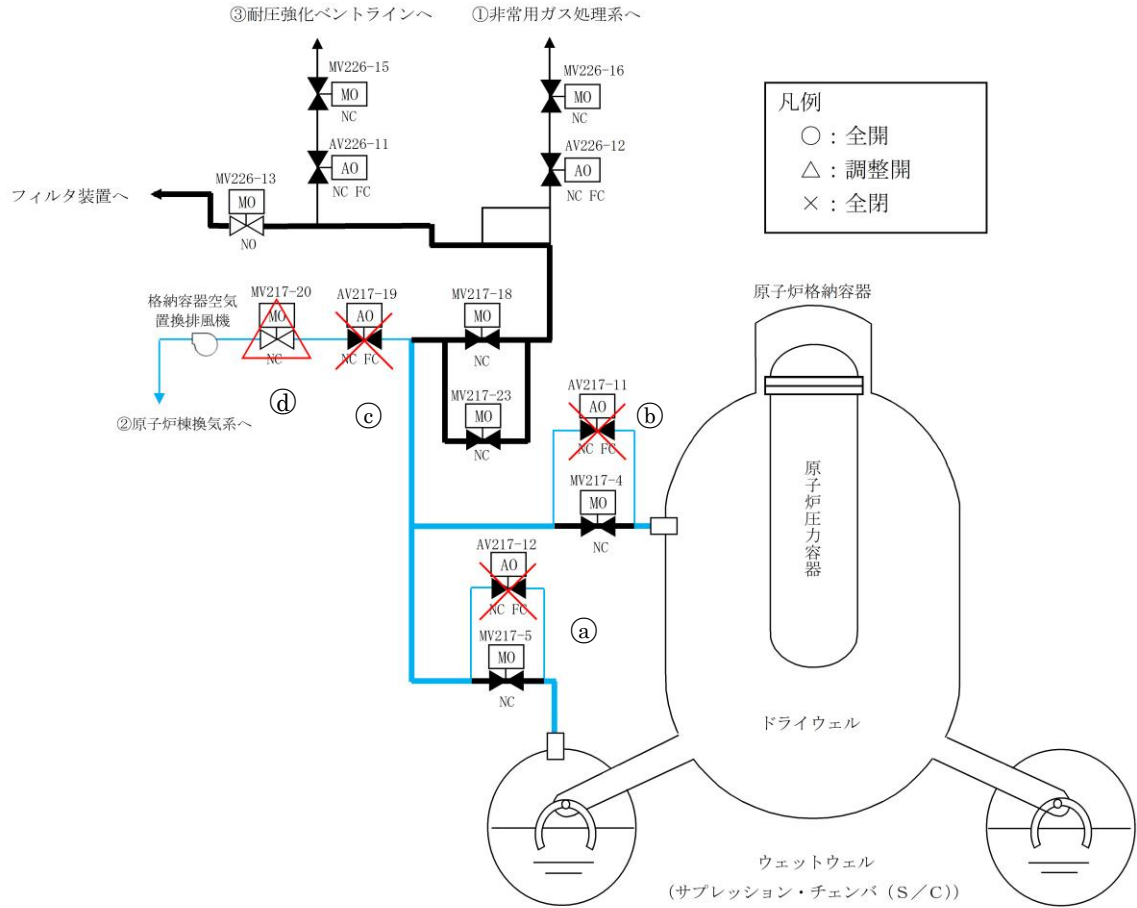 ③耐圧強化ベントラインへ
①非常用ガス処理系へ
MV226-15
MO
NC
MV226-16
MO
NC
凡例
○：全開
△：調整開
×：全閉
AV226-11
AO
NC FC
AV226-12
AO
NC FC
フィルタ装置へ
MV226-13
MO
NO
格納容器空気
置換排風機
MV217-20
MO
NC
AV217-19
AO
NC FC
MV217-18
MO
NC
原子炉格納容器
②原子炉棟換気系へ
ⓓ
ⓒ
MV217-23
MO
NC
AV217-11
AO
NC FC
ⓑ
MV217-4
MO
NC
原子炉圧力容器
AV217-12
AO
NC FC
ⓐ
MV217-5
MO
NC
ドライウェル
ウェットウェル
（サプレッション・チェンバ（S／C））